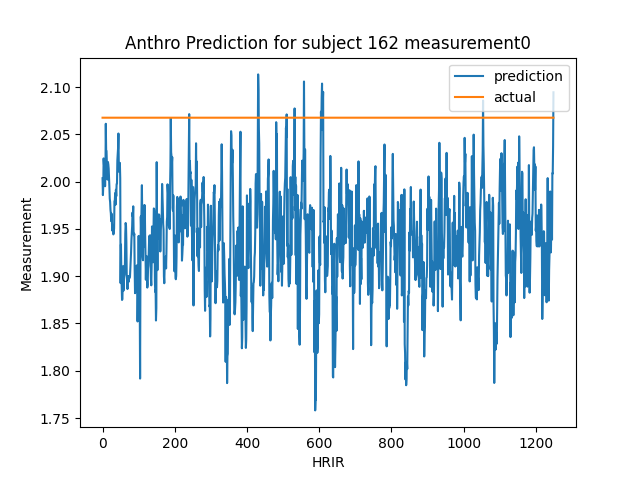 Anthro Prediction for subject 162 measurement0
prediction
actual
Measurement
2.10
2.05
2.00
1.95
1.90
1.85
1.80
1.75
0 200 400 600 800 1000 1200
HRIR